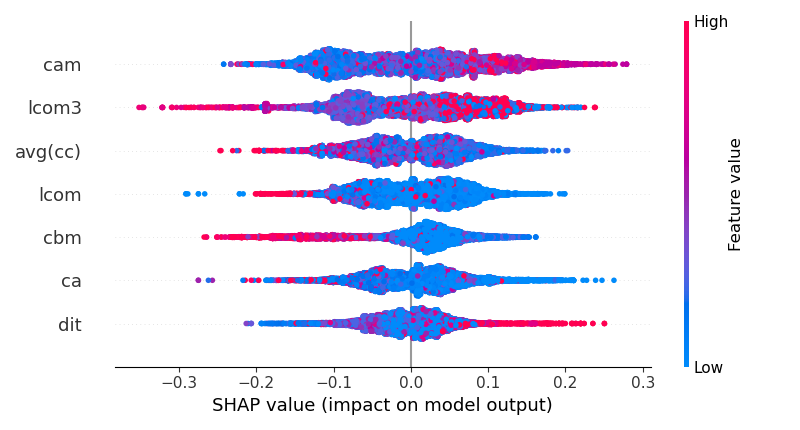 High
cam
lcom3
avg(cc)
lcom
cbm
ca
dit
Feature value
Low
−0.3 −0.2 −0.1 0.0 0.1 0.2 0.3
SHAP value (impact on model output)